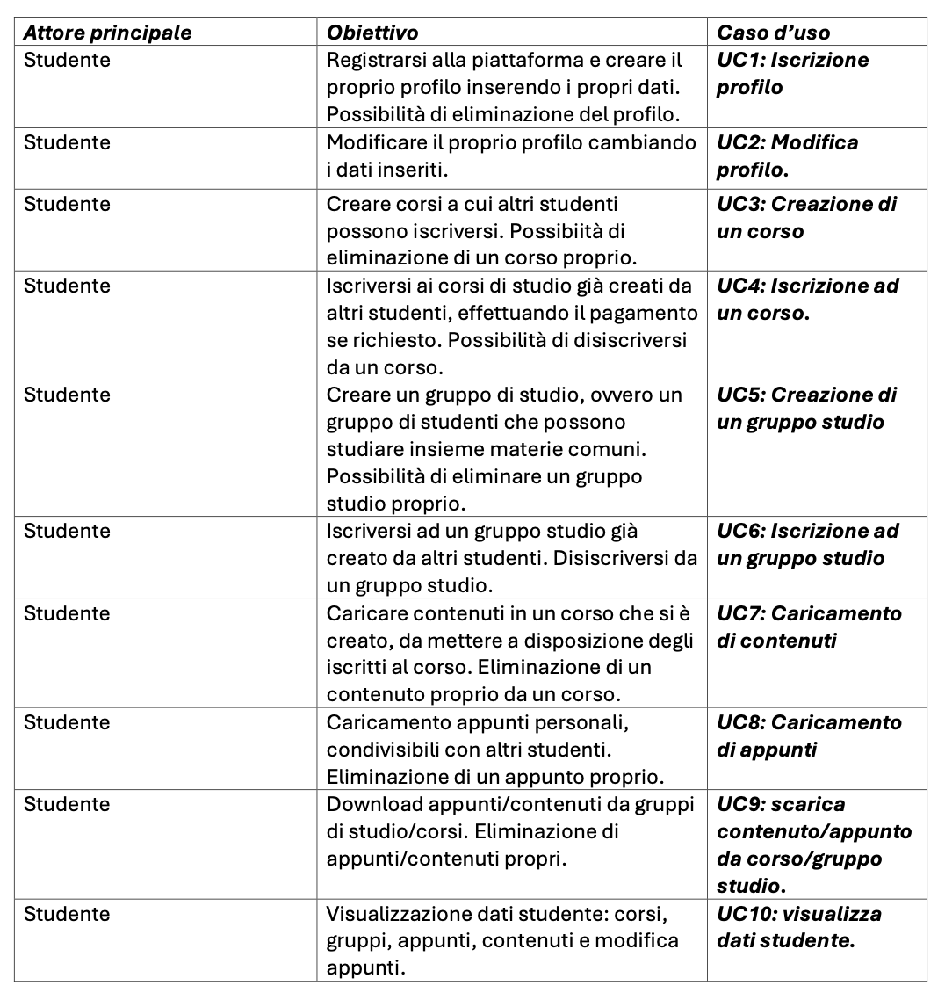 Attore principale
Obiettivo
Caso d'uso
Studente
Registrarsi alla piattaforma e creare il
proprio profilo inserendo i propri dati.
Possibilità di eliminazione del profilo.
UC1: Iscrizione
profilo
Studente
Modificare il proprio profilo cambiando
i dati inseriti.
UC2: Modifica
profilo.
Studente
Creare corsi a cui altri studenti
possono iscriversi. Possibiità di
eliminazione di un corso proprio.
UC3: Creazione di
un corso
Studente
Iscriversi ai corsi di studio già creati da
altri studenti, effettuando il pagamento
se richiesto. Possibilità di disiscriversi
da un corso.
UC4: Iscrizione ad
un corso.
Studente
Creare un gruppo di studio, ovvero un
gruppo di studenti che possono
studiare insieme materie comuni.
Possibilità di eliminare un gruppo
studio proprio.
UC5: Creazione di
un gruppo studio
Studente
Iscriversi ad un gruppo studio già
creato da altri studenti. Disiscriversi da
un gruppo studio.
UC6: Iscrizione ad
un gruppo studio
Studente
Caricare contenuti in un corso che si è
creato, da mettere a disposizione degli
iscritti al corso. Eliminazione di un
contenuto proprio da un corso.
UC7: Caricamento
di contenuti
Studente
Caricamento appunti personali,
condivisibili con altri studenti.
Eliminazione di un appunto proprio.
UC8: Caricamento
di appunti
Studente
Download appunti/contenuti da gruppi
di studio/corsi. Eliminazione di
appunti/contenuti propri.
UC9: scarica
contenuto/appunto
da corso/gruppo
studio.
Studente
Visualizzazione dati studente: corsi,
gruppi, appunti, contenuti e modifica
appunti.
UC10: visualizza
dati studente.